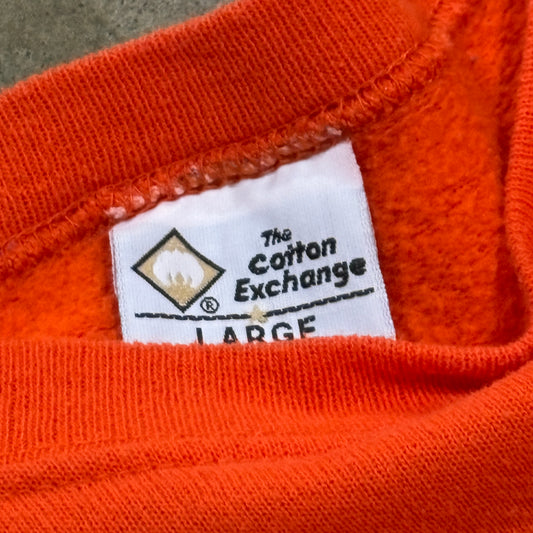 The
Cotton
Exchange
®
LARGE